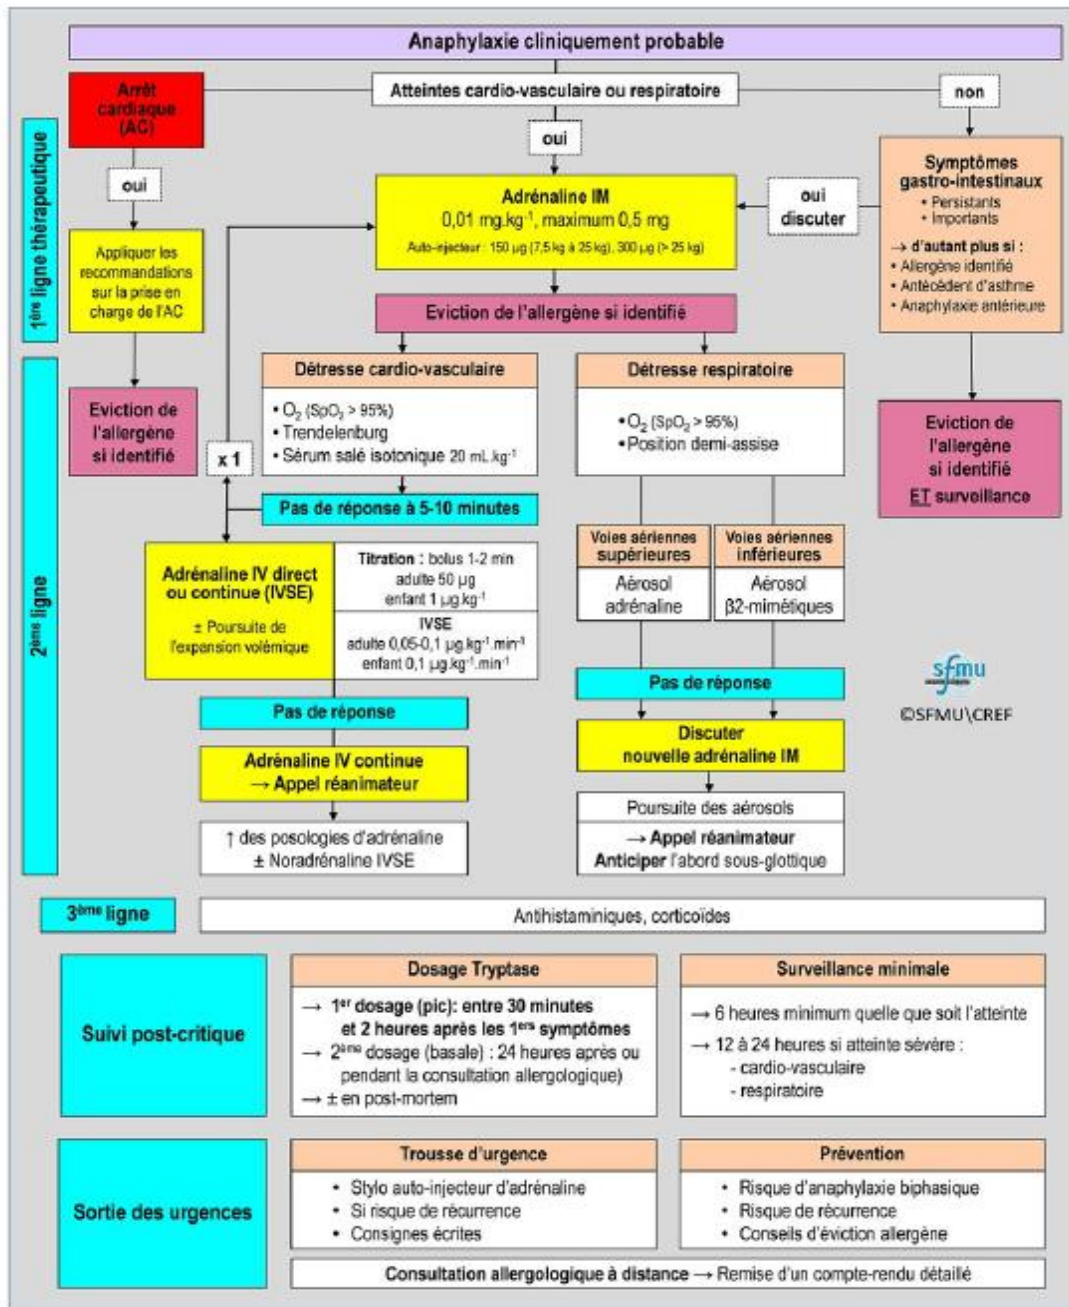 Anaphylaxie cliniquement probable
Arrêt
cardiaque
(AC)
Atteintes cardio-vasculaire ou respiratoire
non
oui
oui
1ère ligne thérapeutique
Appliquer les
recommandations
sur la prise en
charge de l'AC
Adrénaline IM
0,01 mg.kg⁻¹, maximum 0,5 mg
Auto-injecteur : 150 µg (7,5 kg à 25 kg), 300 µg (> 25 kg)
oui
discuter
Symptômes
gastro-intestinaux
• Persistants
• Importants
→ d'autant plus si :
• Allergène identifié
• Antécédent d'asthme
• Anaphylaxie antérieure
Eviction de l'allergène si identifié
2ème ligne
Eviction de
l'allergène
si identifié
x 1
Détresse cardio-vasculaire
• O₂ (SpO₂ > 95%)
• Trendelenburg
• Sérum salé isotonique 20 mL.kg⁻¹
Détresse respiratoire
• O₂ (SpO₂ > 95%)
• Position demi-assise
Eviction de
l'allergène
si identifié
ET surveillance
Pas de réponse à 5-10 minutes
Adrénaline IV direct
ou continue (IVSE)
± Poursuite de
l'expansion volémique
Titration : bolus 1-2 min
adulte 50 µg
enfant 1 µg.kg⁻¹
IVSE
adulte 0,05-0,1 µg.kg⁻¹.min⁻¹
enfant 0,1 µg.kg⁻¹.min⁻¹
Voies aériennes
supérieures
Aérosol
adrénaline
Voies aériennes
inférieures
Aérosol
β2-mimétiques
Pas de réponse
Adrénaline IV continue
→ Appel réanimateur
↑ des posologies d'adrénaline
± Noradrénaline IVSE
Pas de réponse
Discuter
nouvelle adrénaline IM
Poursuite des aérosols
→ Appel réanimateur
Anticiper l'abord sous-glottique
sfmu
©SFMU\CREF
3ème ligne
Antihistaminiques, corticoïdes
Suivi post-critique
Dosage Tryptase
→ 1er dosage (pic): entre 30 minutes
et 2 heures après les 1ers symptômes
→ 2ème dosage (basale) : 24 heures après ou
pendant la consultation allergologique)
→ ± en post-mortem
Surveillance minimale
→ 6 heures minimum quelle que soit l'atteinte
→ 12 à 24 heures si atteinte sévère :
- cardio-vasculaire
- respiratoire
Sortie des urgences
Trousse d'urgence
• Stylo auto-injecteur d'adrénaline
• Si risque de récurrence
• Consignes écrites
Prévention
• Risque d'anaphylaxie biphasique
• Risque de récurrence
• Conseils d'éviction allergène
Consultation allergologique à distance → Remise d'un compte-rendu détaillé